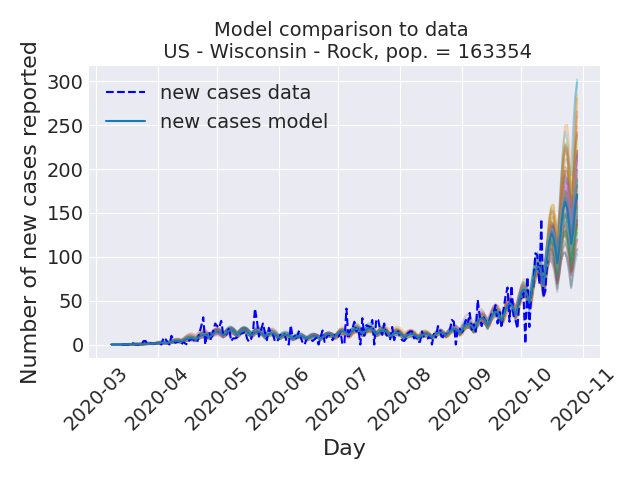 Model comparison to data
US - Wisconsin - Rock, pop. = 163354
Number of new cases reported
300
250
200
150
100
50
0
new cases data
new cases model
2020-03
2020-04
2020-05
2020-06
2020-07
2020-08
2020-09
2020-10
2020-11
Day